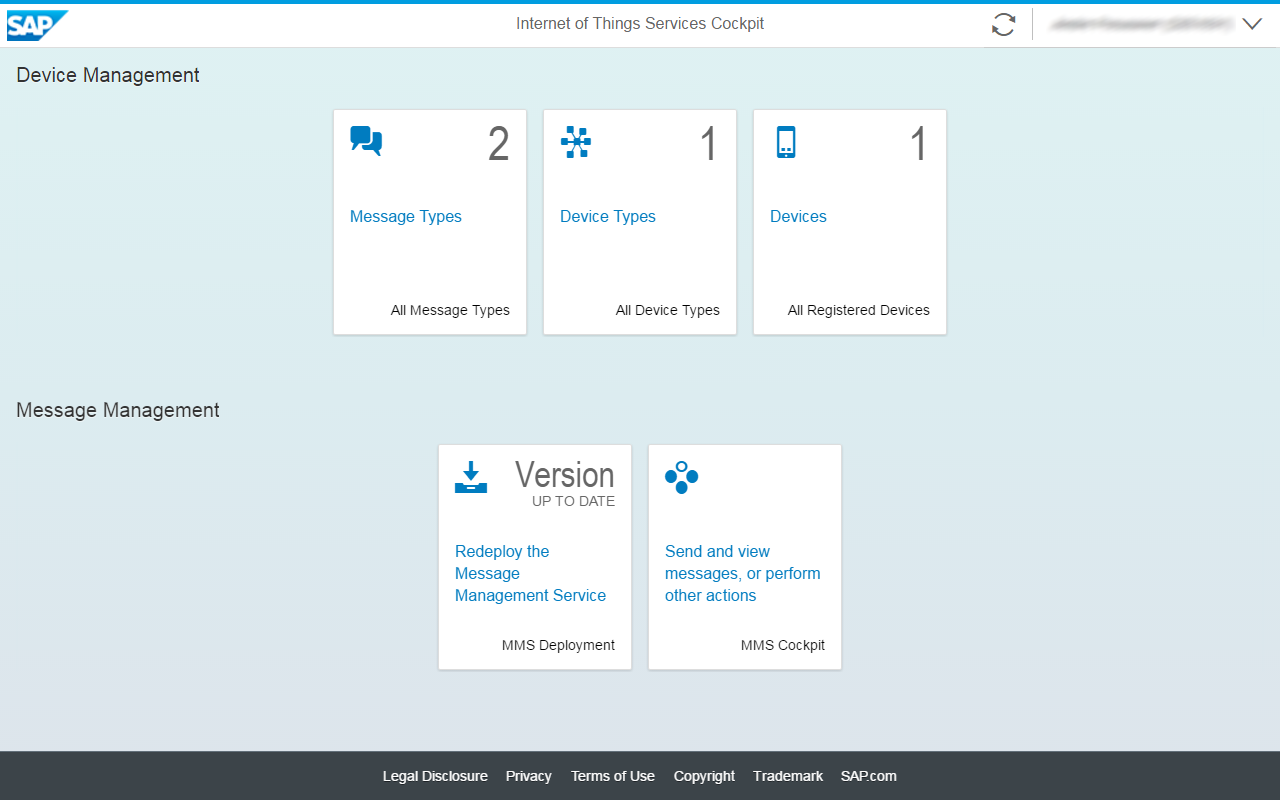 SAP
Internet of Things Services Cockpit
Device Management
2
Message Types
All Message Types
1
Device Types
All Device Types
1
Devices
All Registered Devices
Message Management
Version
UP TO DATE
Redeploy the
Message
Management Service
MMS Deployment
Send and view
messages, or perform
other actions
MMS Cockpit
Legal Disclosure Privacy Terms of Use Copyright Trademark SAP.com